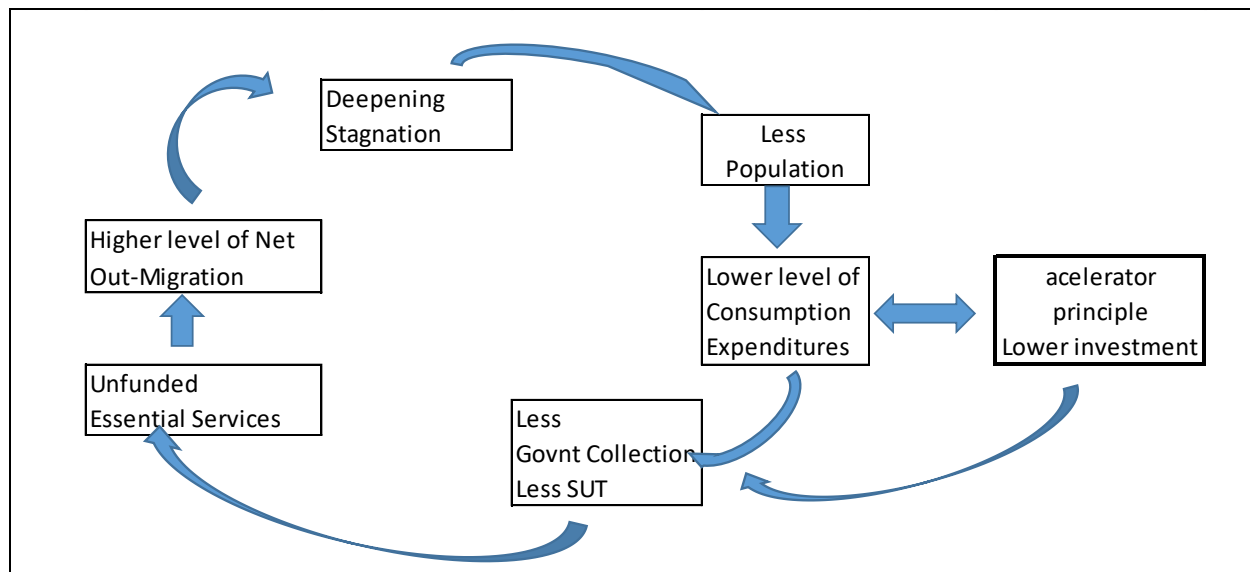 Deepening
Stagnation
Less
Population
Higher level of Net
Out-Migration
Lower level of
Consumption
Expenditures
acelerator
principle
Lower investment
Unfunded
Essential Services
Less
Govnt Collection
Less SUT